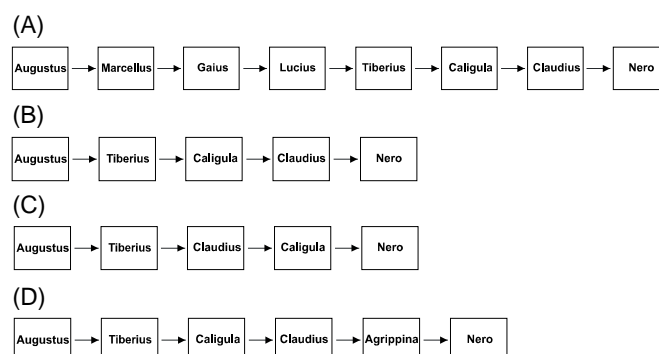 (A)
Augustus Marcellus Gaius Lucius Tiberius Caligula Claudius Nero
(B)
Augustus Tiberius Caligula Claudius Nero
(C)
Augustus Tiberius Claudius Caligula Nero
(D)
Augustus Tiberius Caligula Claudius Agrippina Nero